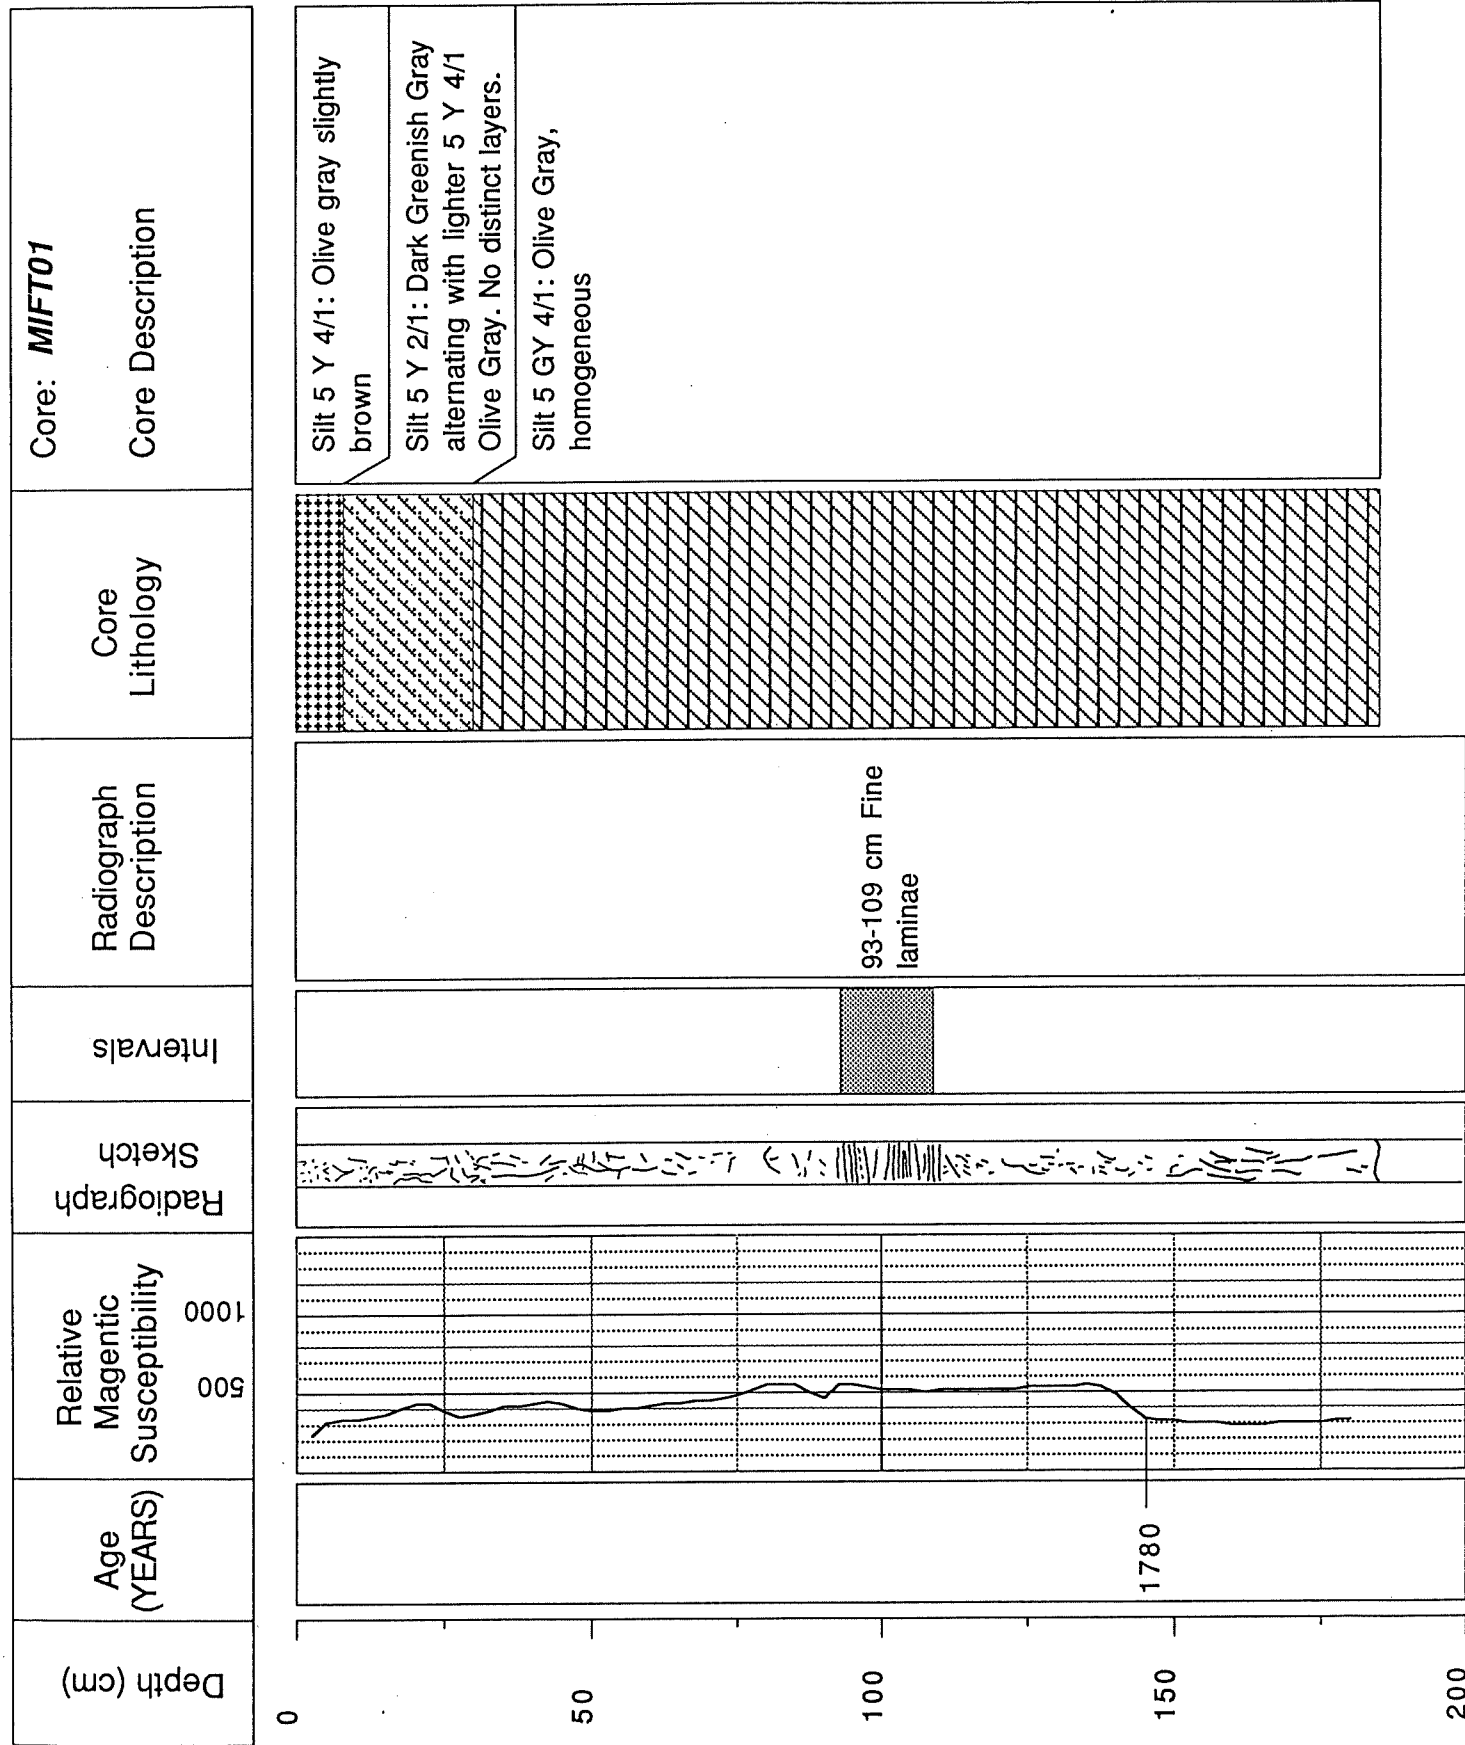 Core: MIFT01
Depth (cm)
Age
(YEARS)
Relative
Magentic
Susceptibility
500
1000
Radiograph
Sketch
Intervals
Radiograph
Description
Core
Lithology
Core Description
0
50
100
150
200
1780
93-109 cm Fine
laminae
Silt 5 Y 4/1: Olive gray slightly
brown
Silt 5 Y 2/1: Dark Greenish Gray
alternating with lighter 5 Y 4/1
Olive Gray. No distinct layers.
Silt 5 GY 4/1: Olive Gray,
homogeneous